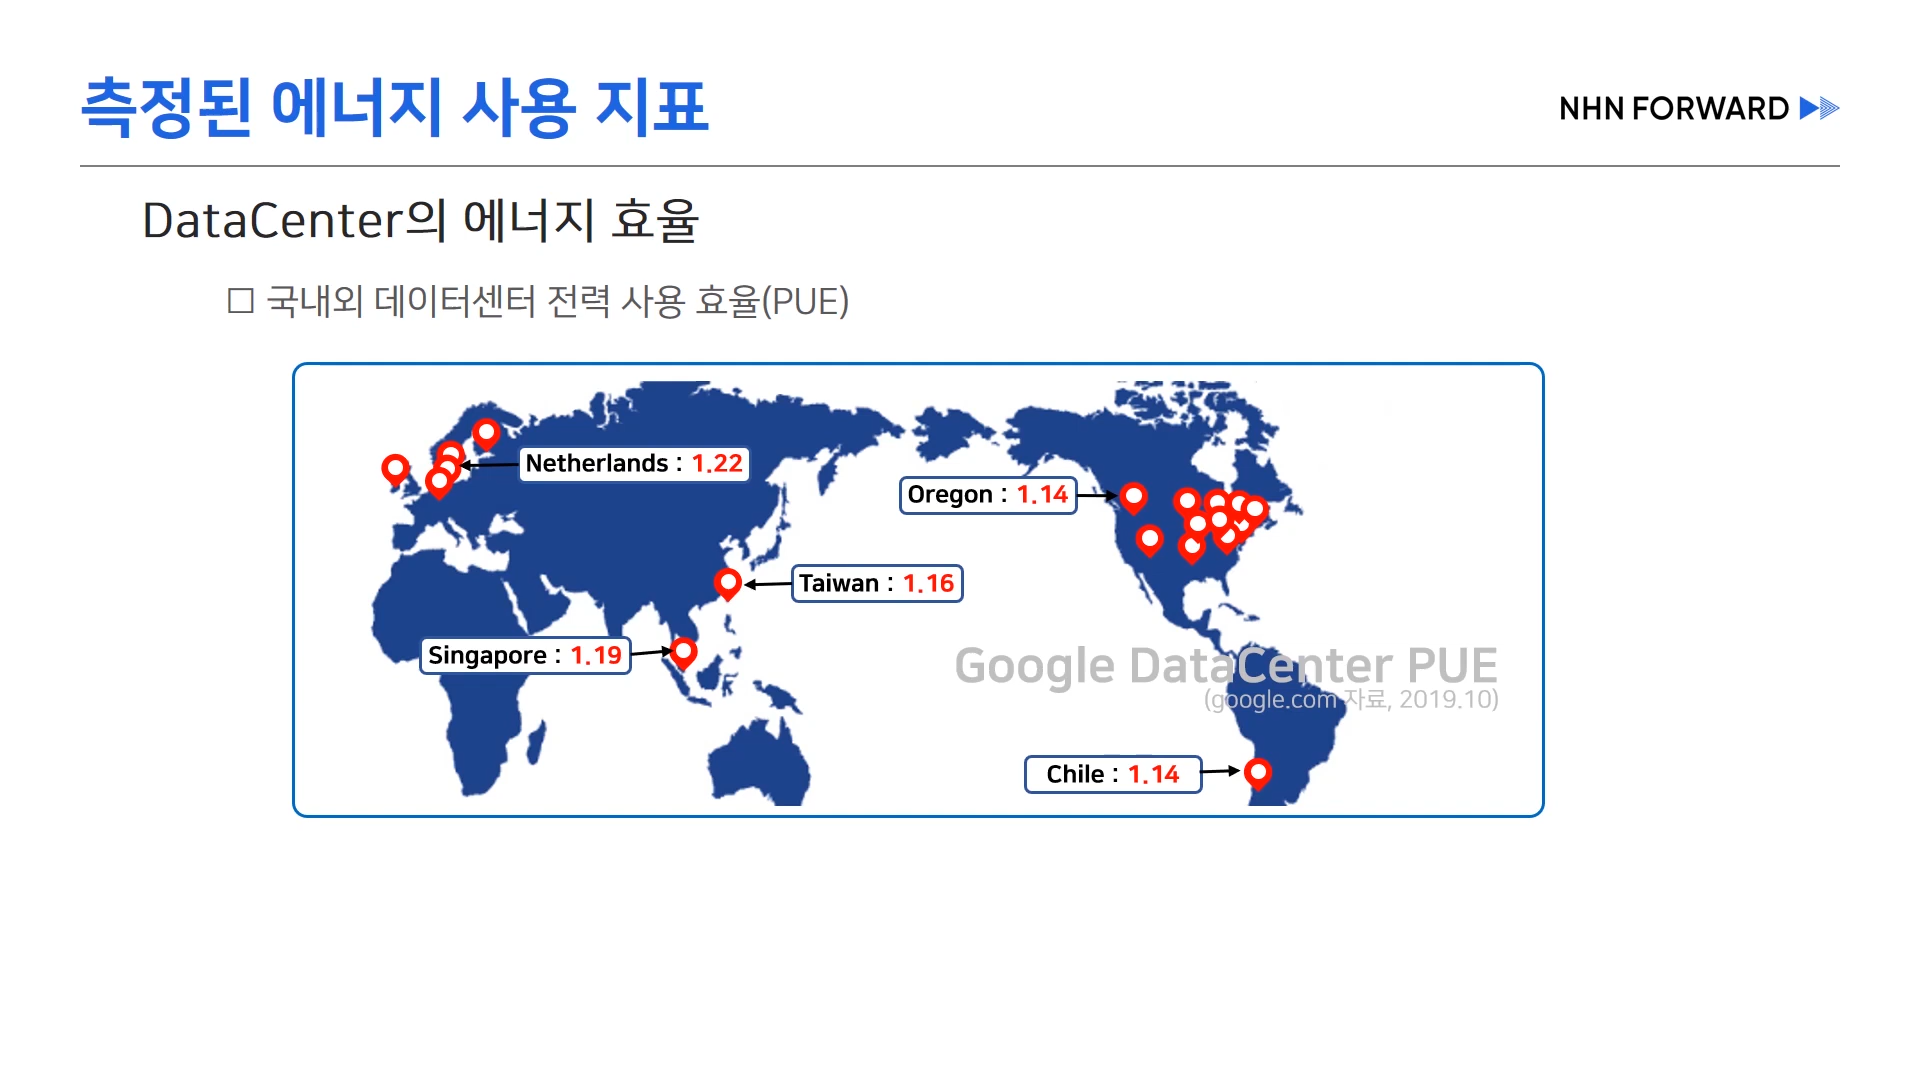 측정된 에너지 사용 지표
NHN FORWARD
DataCenter의 에너지 효율
□ 국내외 데이터센터 전력 사용 효율(PUE)
Netherlands : 1.22
Oregon : 1.14
Taiwan : 1.16
Singapore : 1.19
Google DataCenter PUE
(google.com 자료, 2019.10)
Chile : 1.14